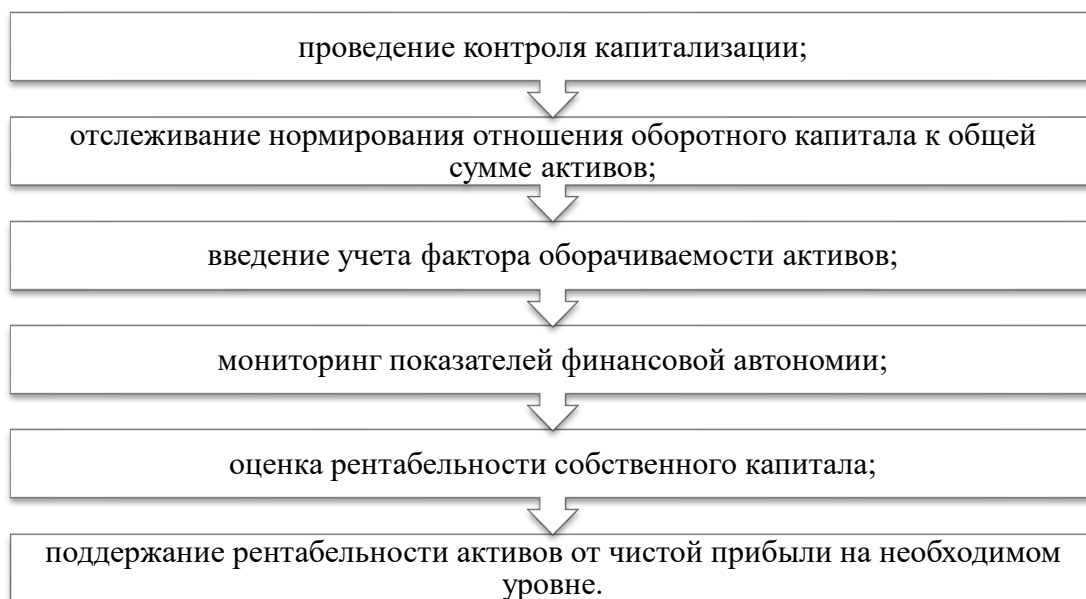 проведение контроля капитализации;
отслеживание нормирования отношения оборотного капитала к общей
сумме активов;
введение учета фактора оборачиваемости активов;
мониторинг показателей финансовой автономии;
оценка рентабельности собственного капитала;
поддержание рентабельности активов от чистой прибыли на необходимом
уровне.